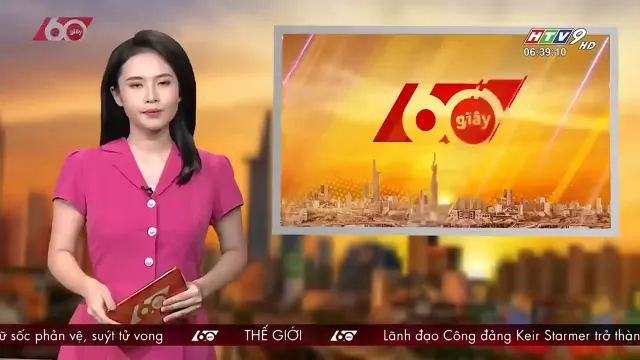 60 giây
HTV9 HD
06:39:10
60 giây
60
ữ sốc phản vệ, suýt tử vong 60 THẾ GIỚI 60 Lãnh đạo Công đảng Keir Starmer trở thàn